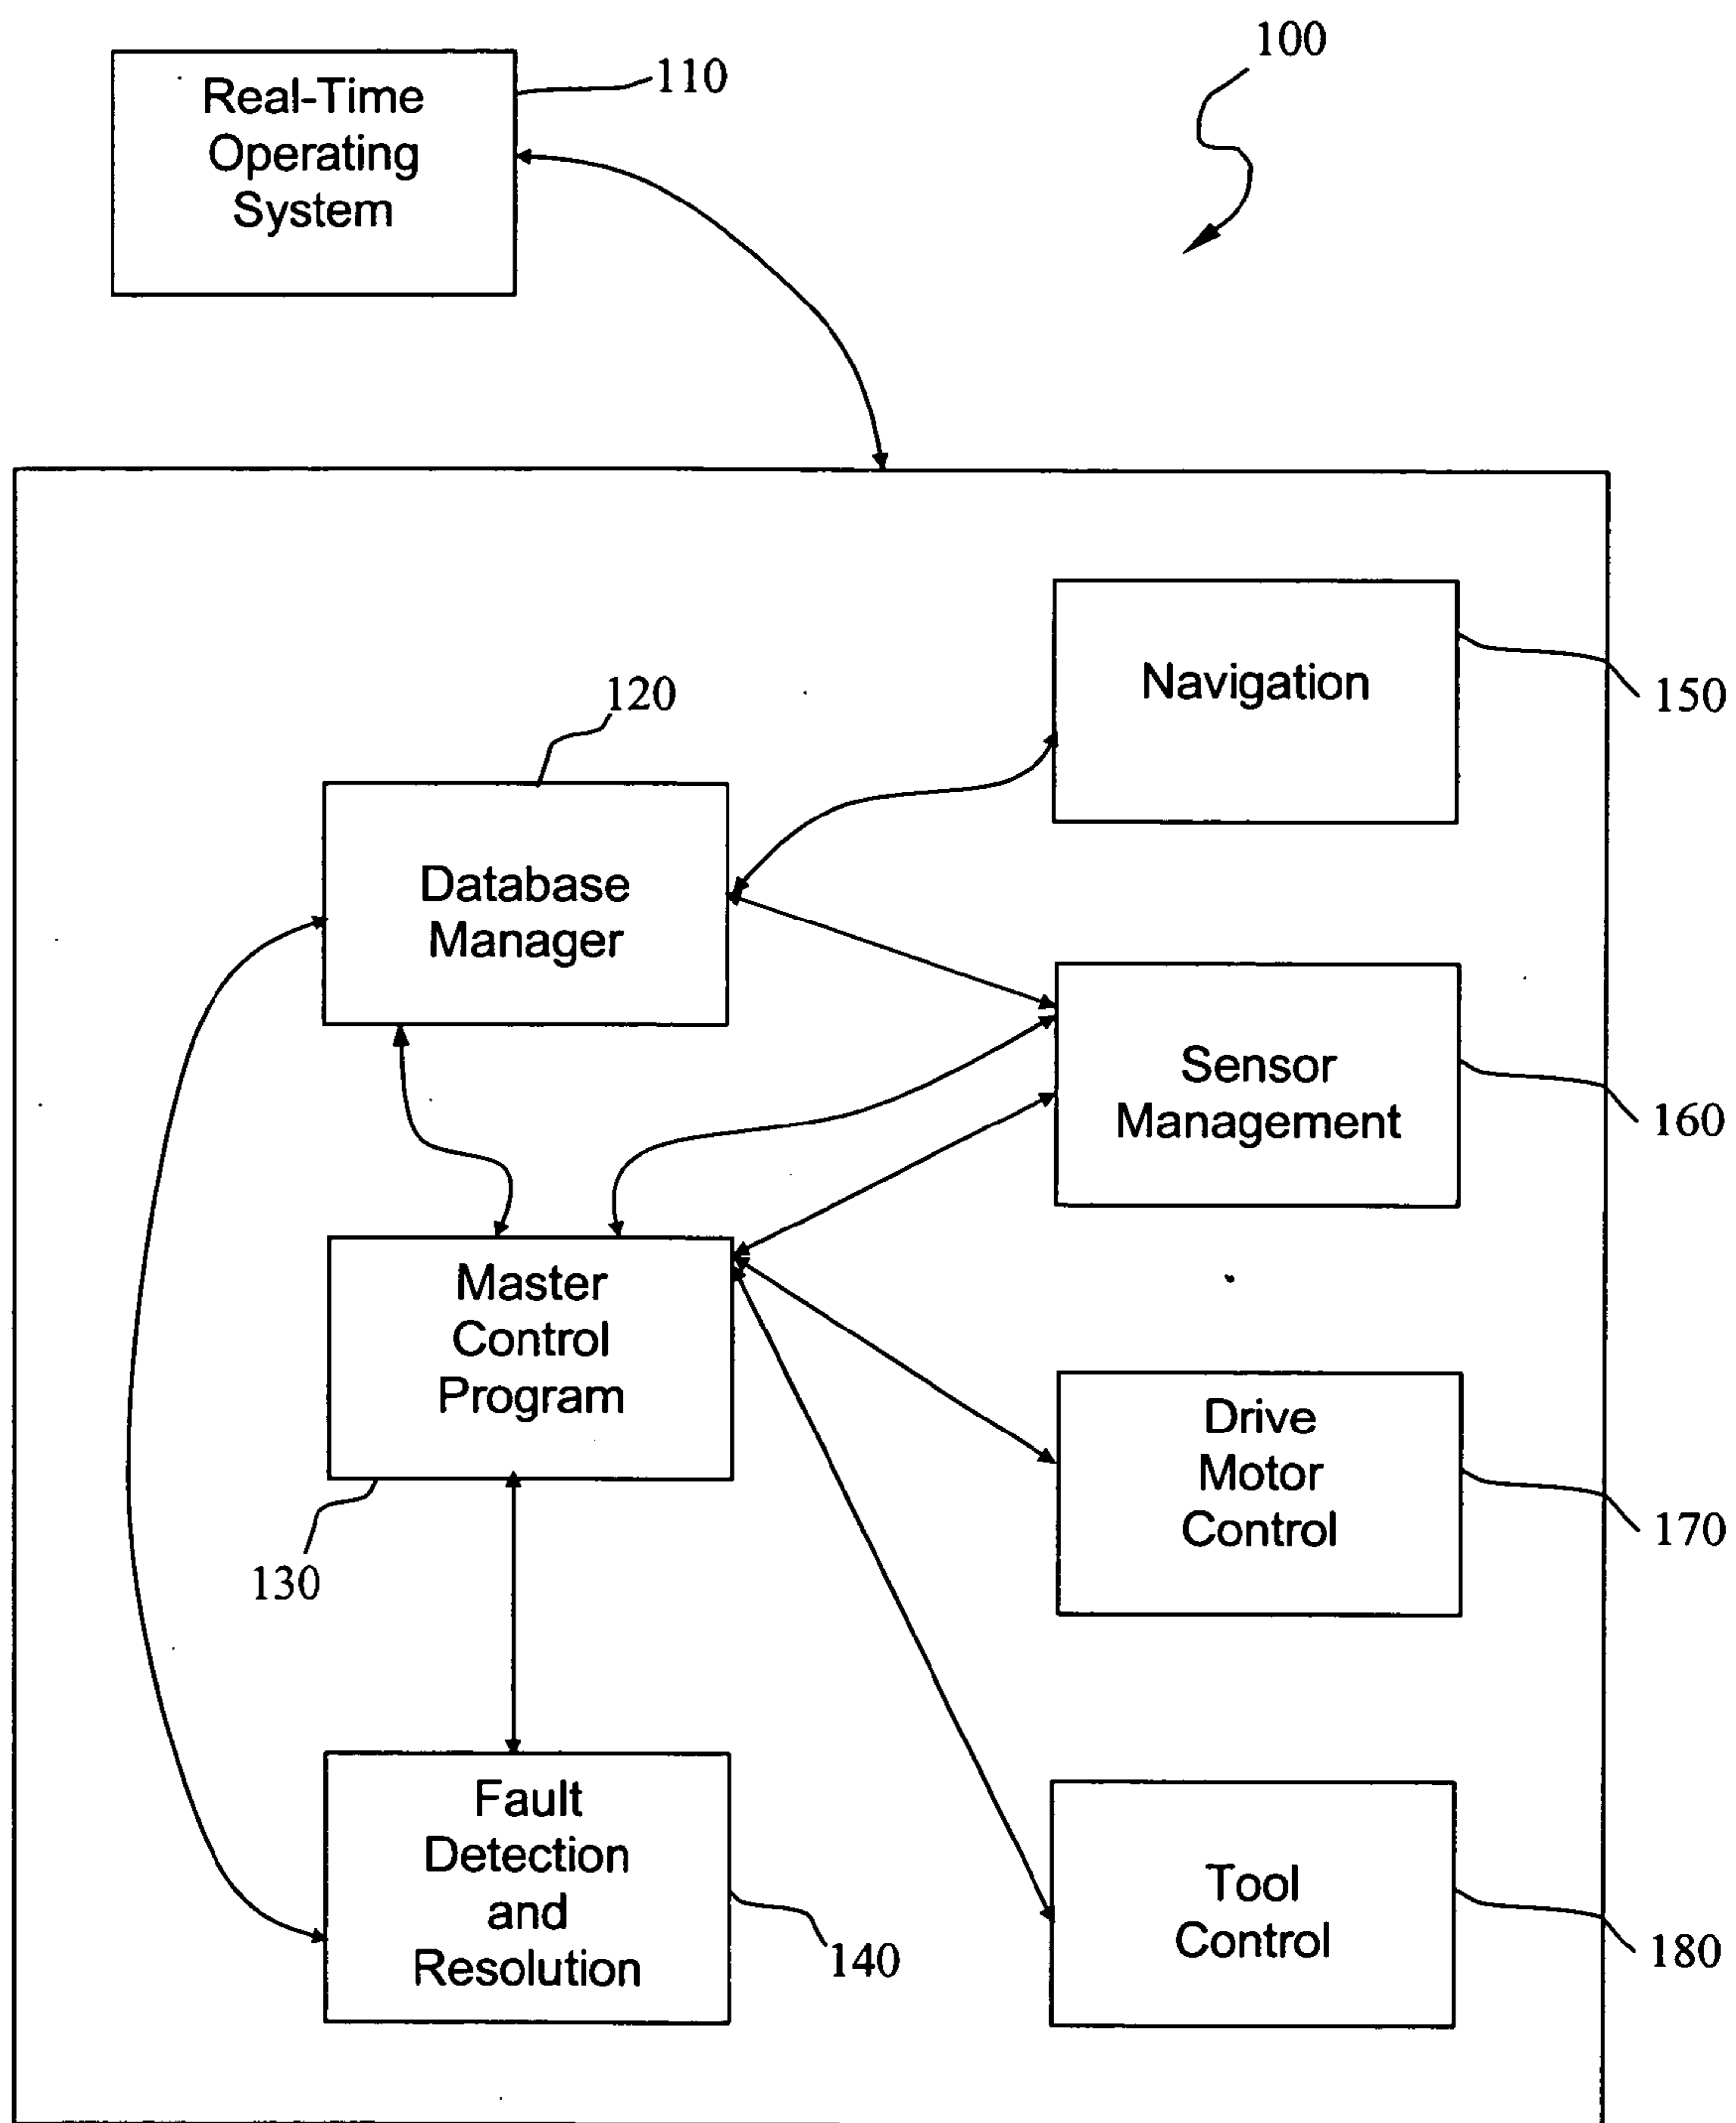 100
Real-Time
Operating
System
110
Navigation
150
120
Database
Manager
Sensor
Management
160
Master
Control
Program
130
Drive
Motor
Control
170
Fault
Detection
and
Resolution
140
Tool
Control
180